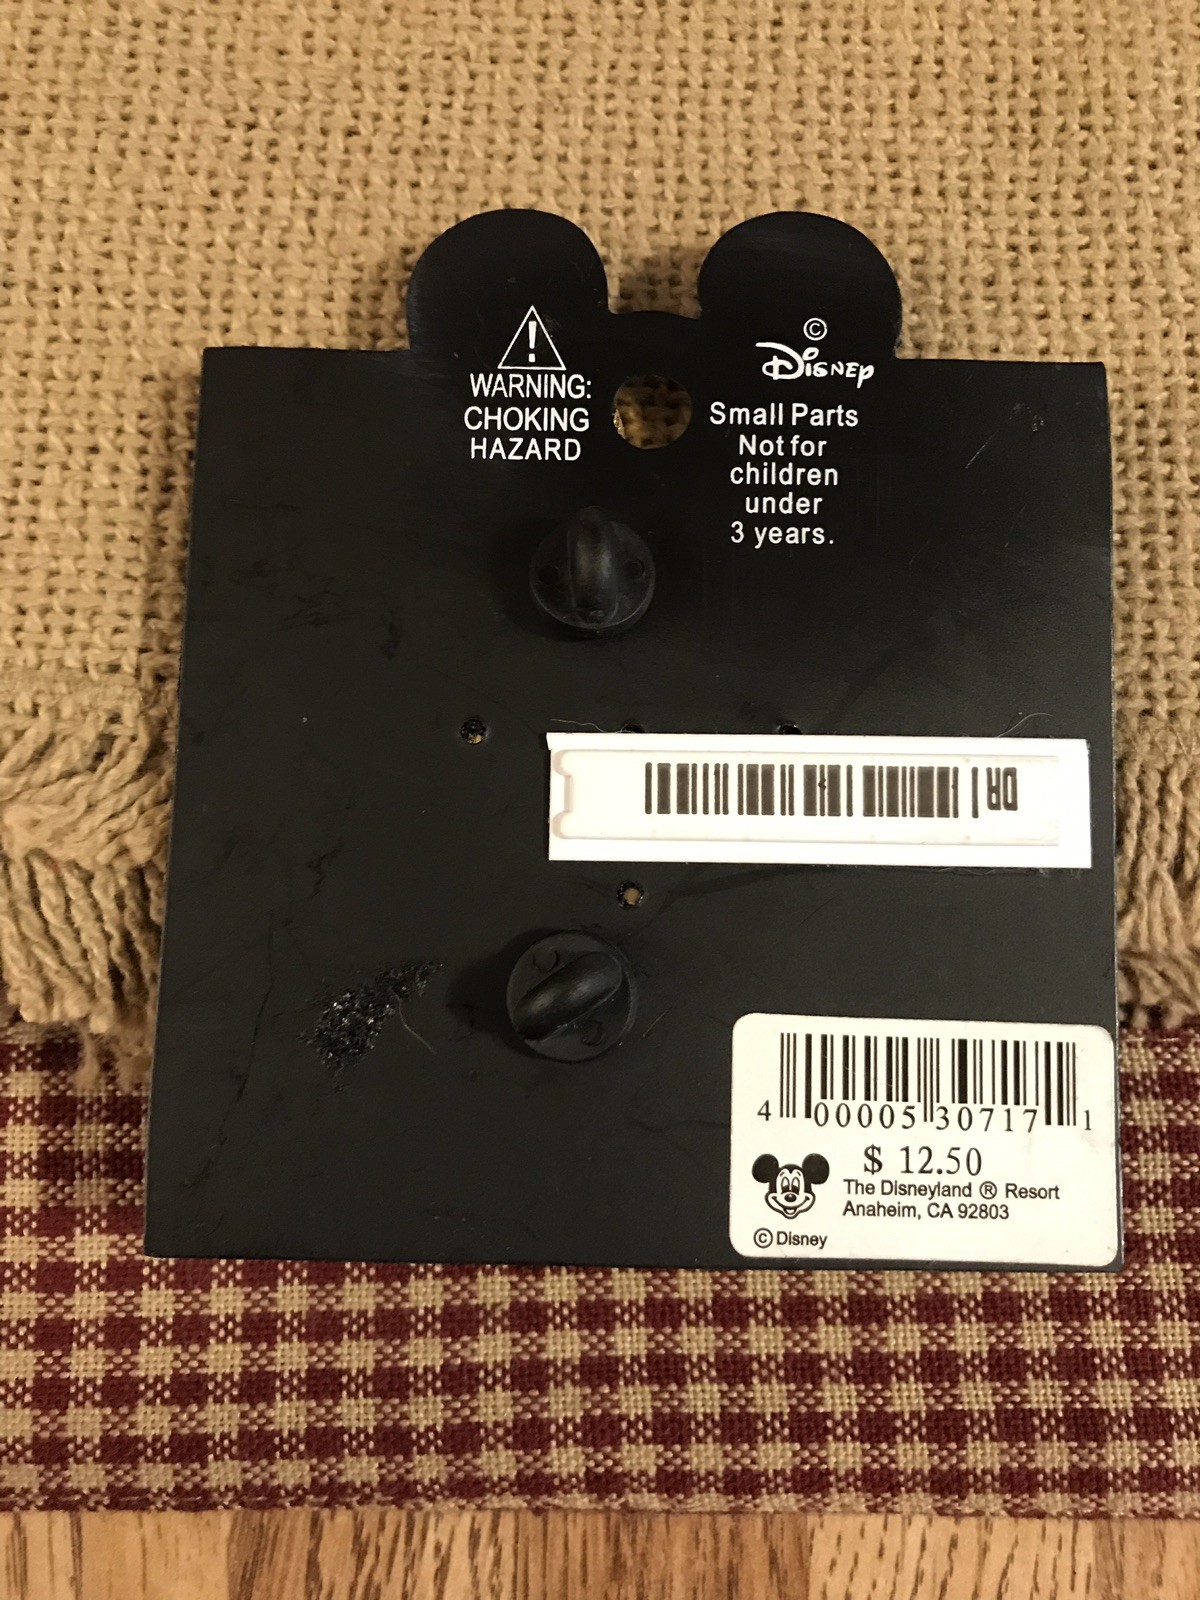 WARNING:
CHOKING
HAZARD
©
Disney
Small Parts
Not for
children
under
3 years.
DR
4 00005 30717 1
$ 12.50
The Disneyland ® Resort
Anaheim, CA 92803
© Disney